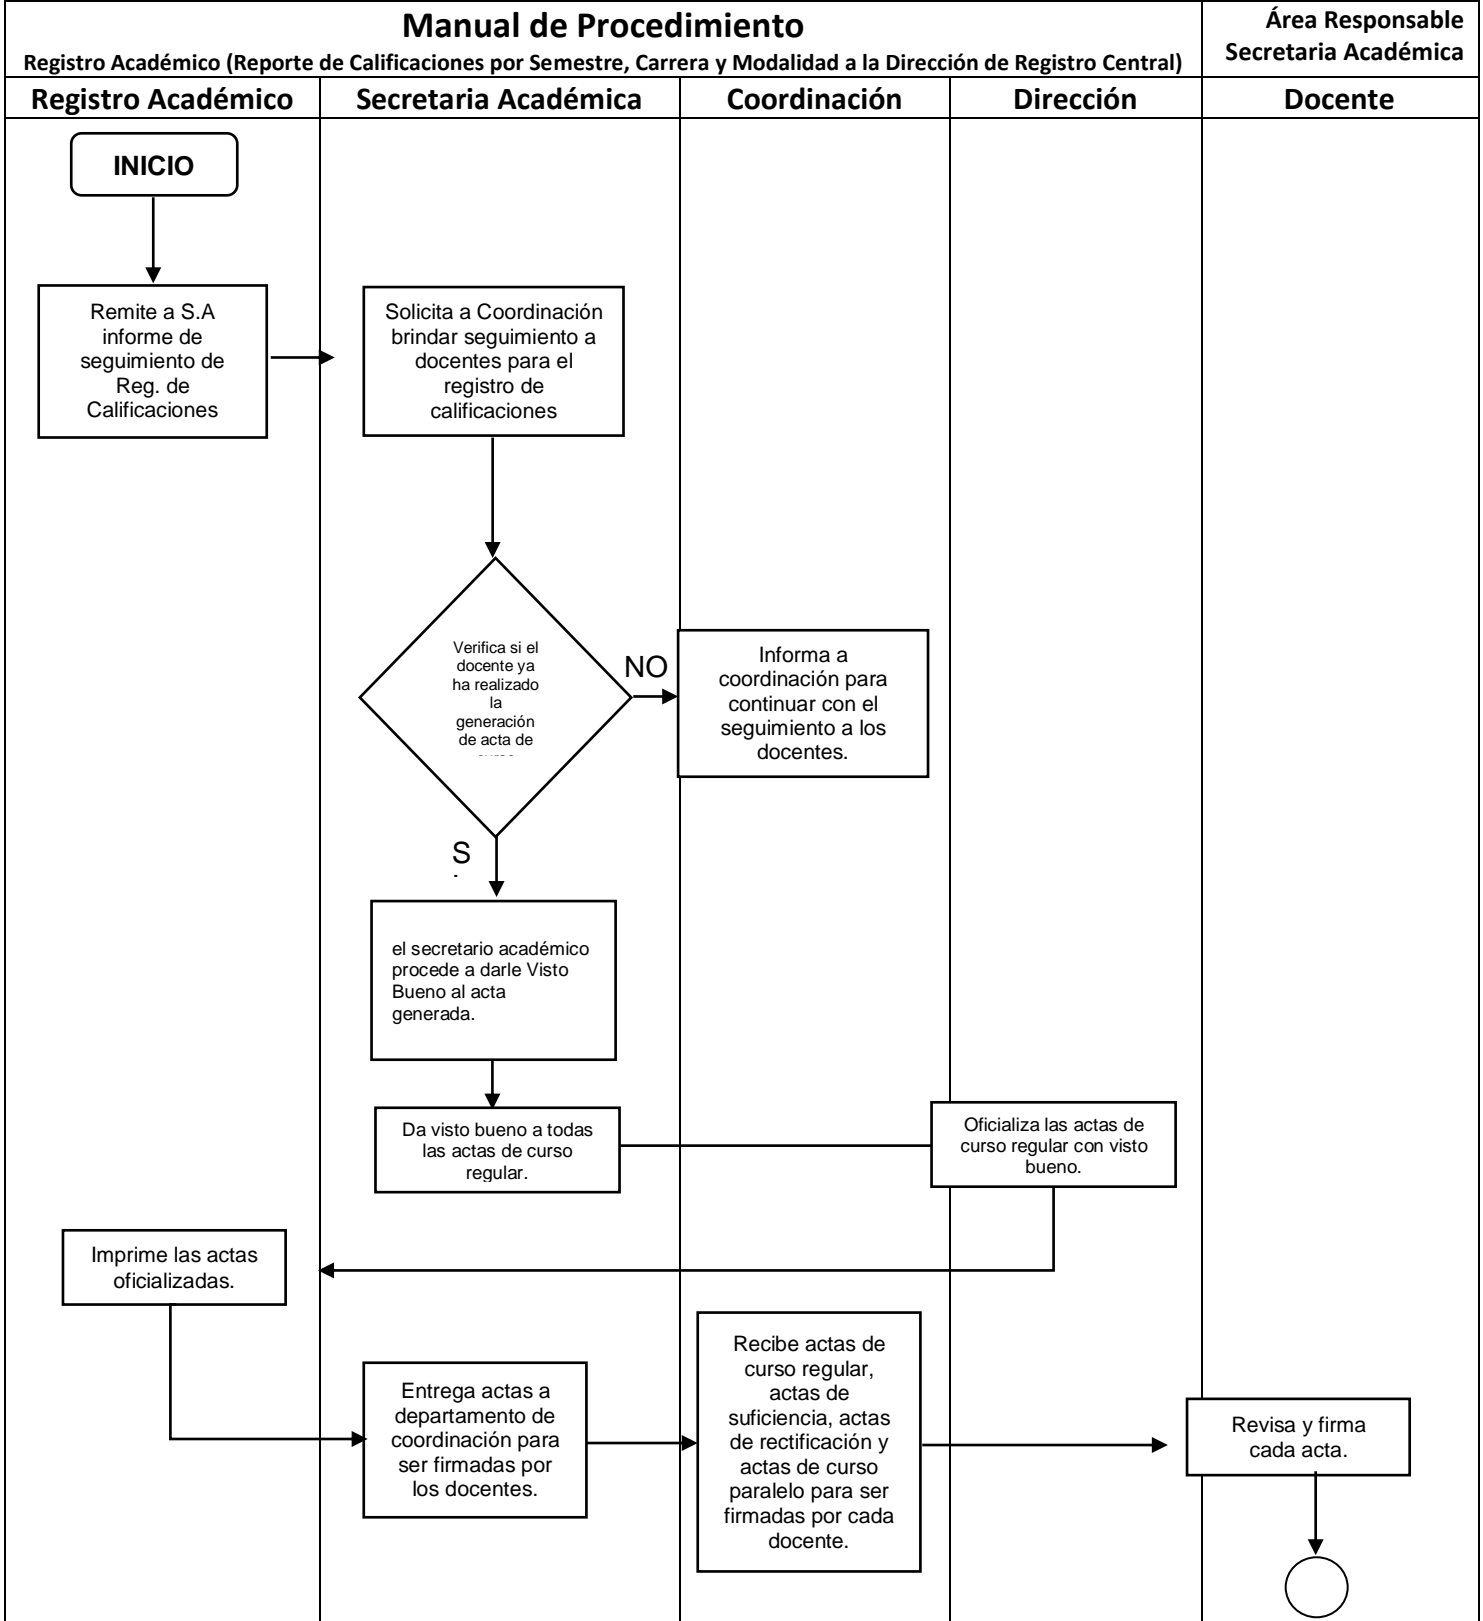 Manual de Procedimiento
Registro Académico (Reporte de Calificaciones por Semestre, Carrera y Modalidad a la Dirección de Registro Central)
Área Responsable
Secretaria Académica
Registro Académico
Secretaria Académica
Coordinación
Dirección
Docente
INICIO
Remite a S.A
informe de
seguimiento de
Reg. de
Calificaciones
Solicita a Coordinación
brindar seguimiento a
docentes para el
registro de
calificaciones
Verifica si el
docente ya
ha realizado
la
generación
de acta de
NO
Informa a
coordinación para
continuar con el
seguimiento a los
docentes.
S
el secretario académico
procede a darle Visto
Bueno al acta
generada.
Da visto bueno a todas
las actas de curso
regular.
Oficializa las actas de
curso regular con visto
bueno.
Imprime las actas
oficializadas.
Entrega actas a
departamento de
coordinación para
ser firmadas por
los docentes.
Recibe actas de
curso regular,
actas de
suficiencia, actas
de rectificación y
actas de curso
paralelo para ser
firmadas por cada
docente.
Revisa y firma
cada acta.